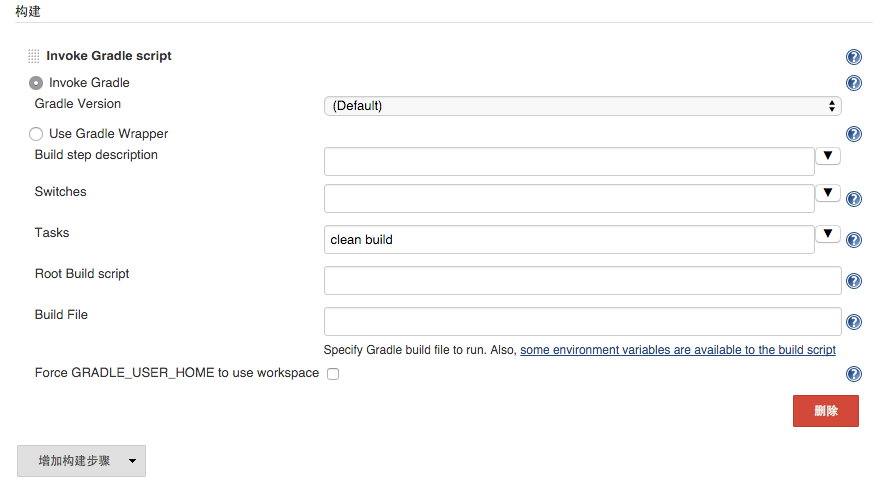 构建
Invoke Gradle script
Invoke Gradle
Gradle Version
(Default)
Use Gradle Wrapper
Build step description
Switches
Tasks
clean build
Root Build script
Build File
Specify Gradle build file to run. Also, some environment variables are available to the build script
Force GRADLE_USER_HOME to use workspace
删除
增加构建步骤